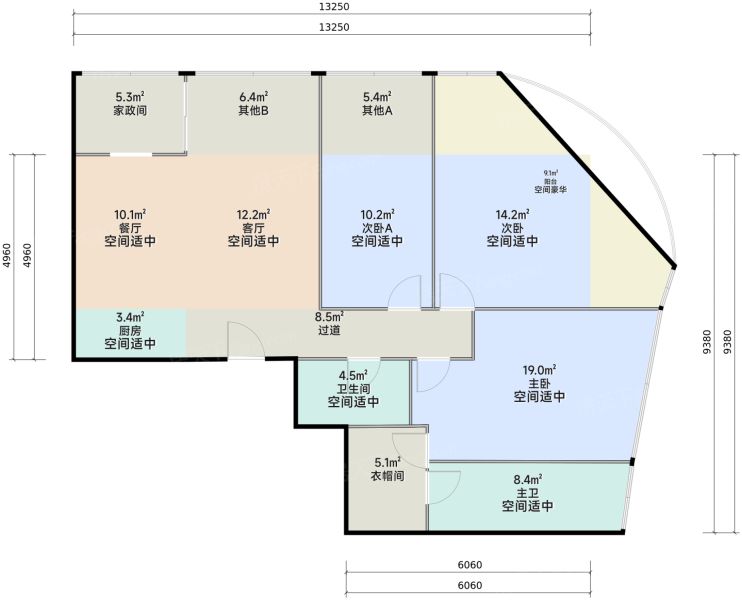 13250
13250
5.3㎡
家政间
6.4㎡
其他B
5.4㎡
其他A
9.1㎡
阳台
空间豪华
10.1㎡
餐厅
空间适中
12.2㎡
客厅
空间适中
10.2㎡
次卧A
空间适中
14.2㎡
次卧
空间适中
4960
4960
3.4㎡
厨房
空间适中
8.5㎡
过道
9380
9380
4.5㎡
卫生间
空间适中
19.0㎡
主卧
空间适中
5.1㎡
衣帽间
8.4㎡
主卫
空间适中
6060
6060